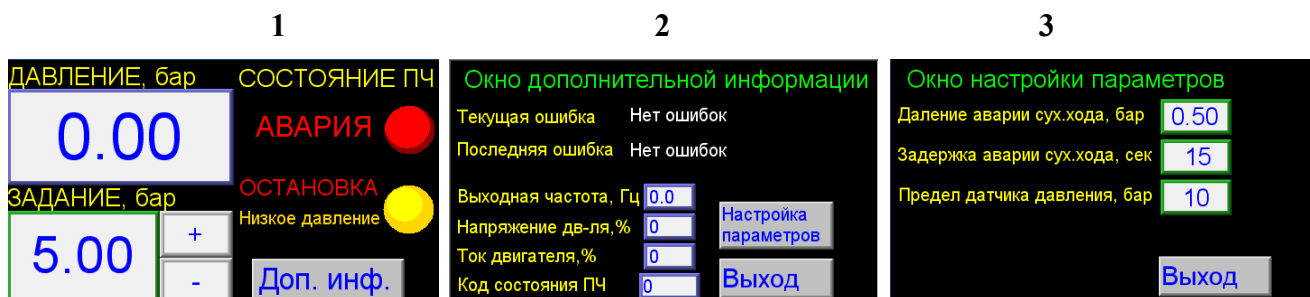 1
2
3
ДАВЛЕНИЕ, бар
СОСТОЯНИЕ ПЧ
0.00
АВАРИЯ
ЗАДАНИЕ, бар
ОСТАНОВКА
Низкое давление
5.00
+
-
Доп. инф.
Окно дополнительной информации
Текущая ошибка Нет ошибок
Последняя ошибка Нет ошибок
Выходная частота, Гц 0.0
Напряжение дв-ля,% 0
Ток двигателя,% 0
Код состояния ПЧ 0
Настройка
параметров
Выход
Окно настройки параметров
Даление аварии сух.хода, бар 0.50
Задержка аварии сух.хода, сек 15
Предел датчика давления, бар 10
Выход